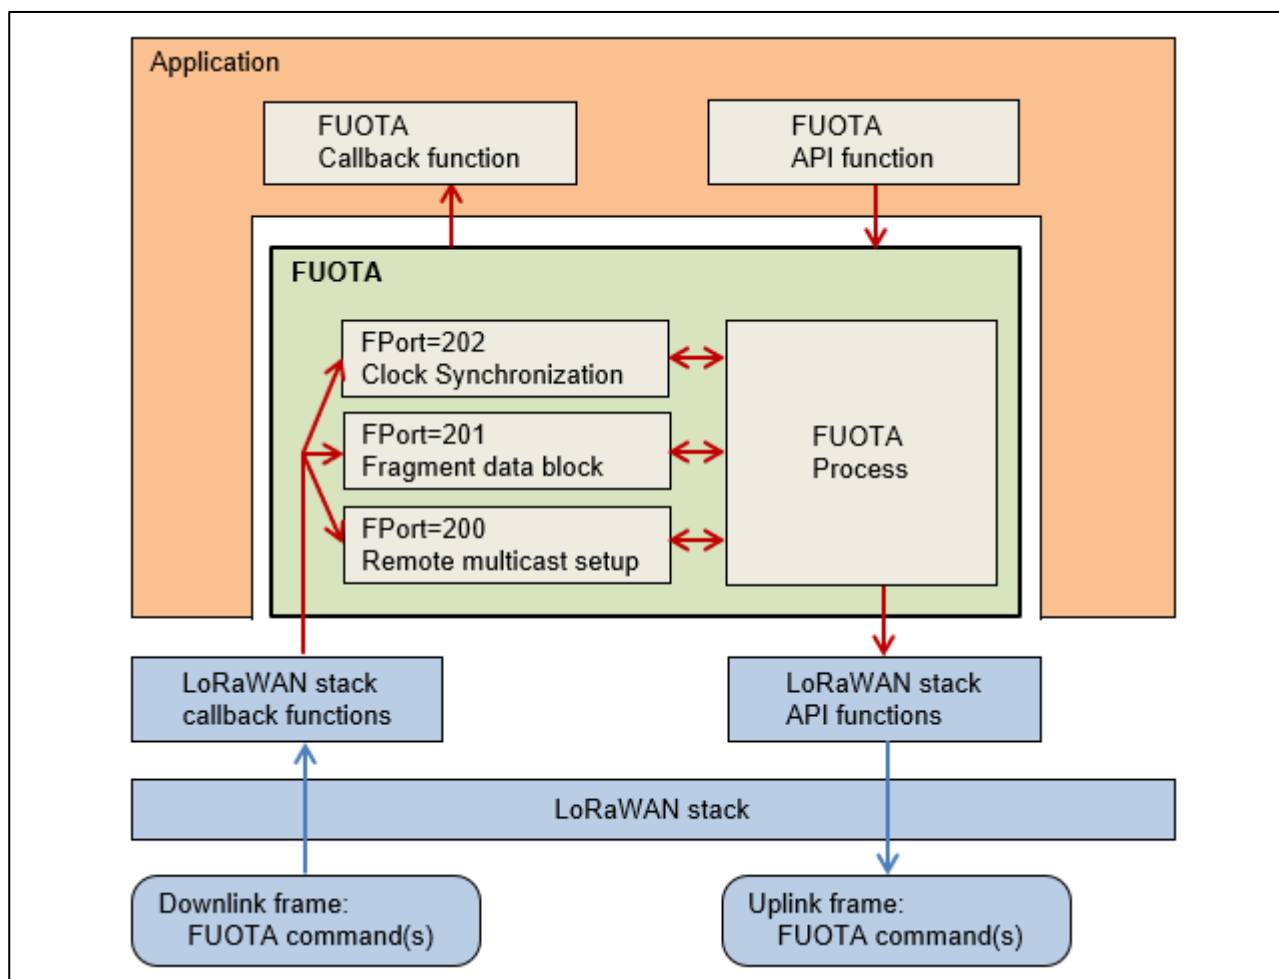 Application
FUOTA
Callback function
FUOTA
API function
FUOTA
FPort=202
Clock Synchronization
FPort=201
Fragment data block
FPort=200
Remote multicast setup
FUOTA
Process
LoRaWAN stack
callback functions
LoRaWAN stack
API functions
LoRaWAN stack
Downlink frame:
FUOTA command(s)
Uplink frame:
FUOTA command(s)